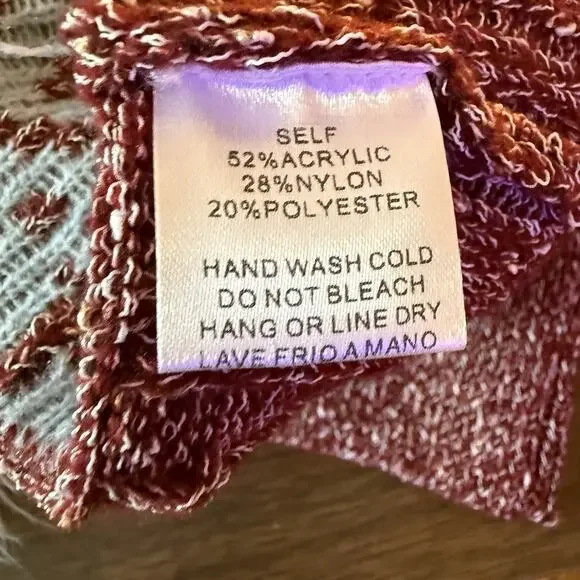 SELF
52%ACRYLIC
28%NYLON
20%POLYESTER
HAND WASH COLD
DO NOT BLEACH
HANG OR LINE DRY
LAVE FRIO A MANO